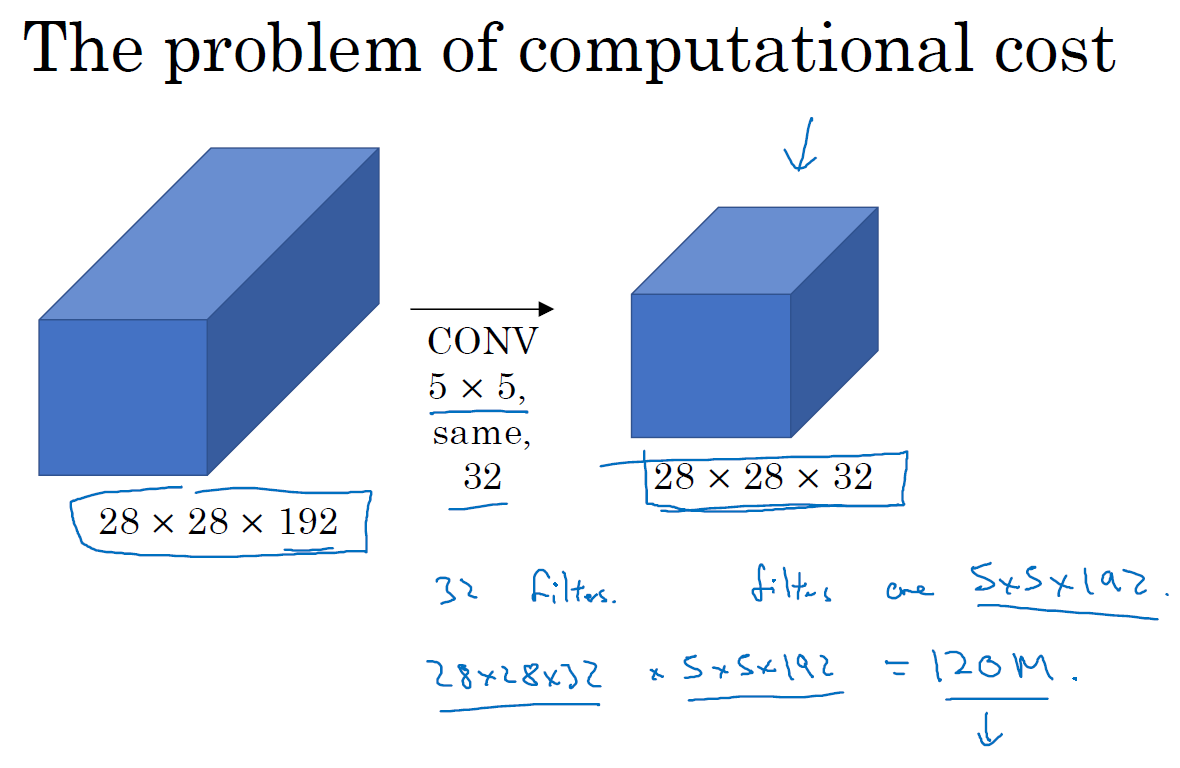 The problem of computational cost
CONV
5 × 5,
same,
32
28 × 28 × 192
28 × 28 × 32
32 filters. filters are 5x5x192.
28x28x32 x 5x5x192 = 120M.